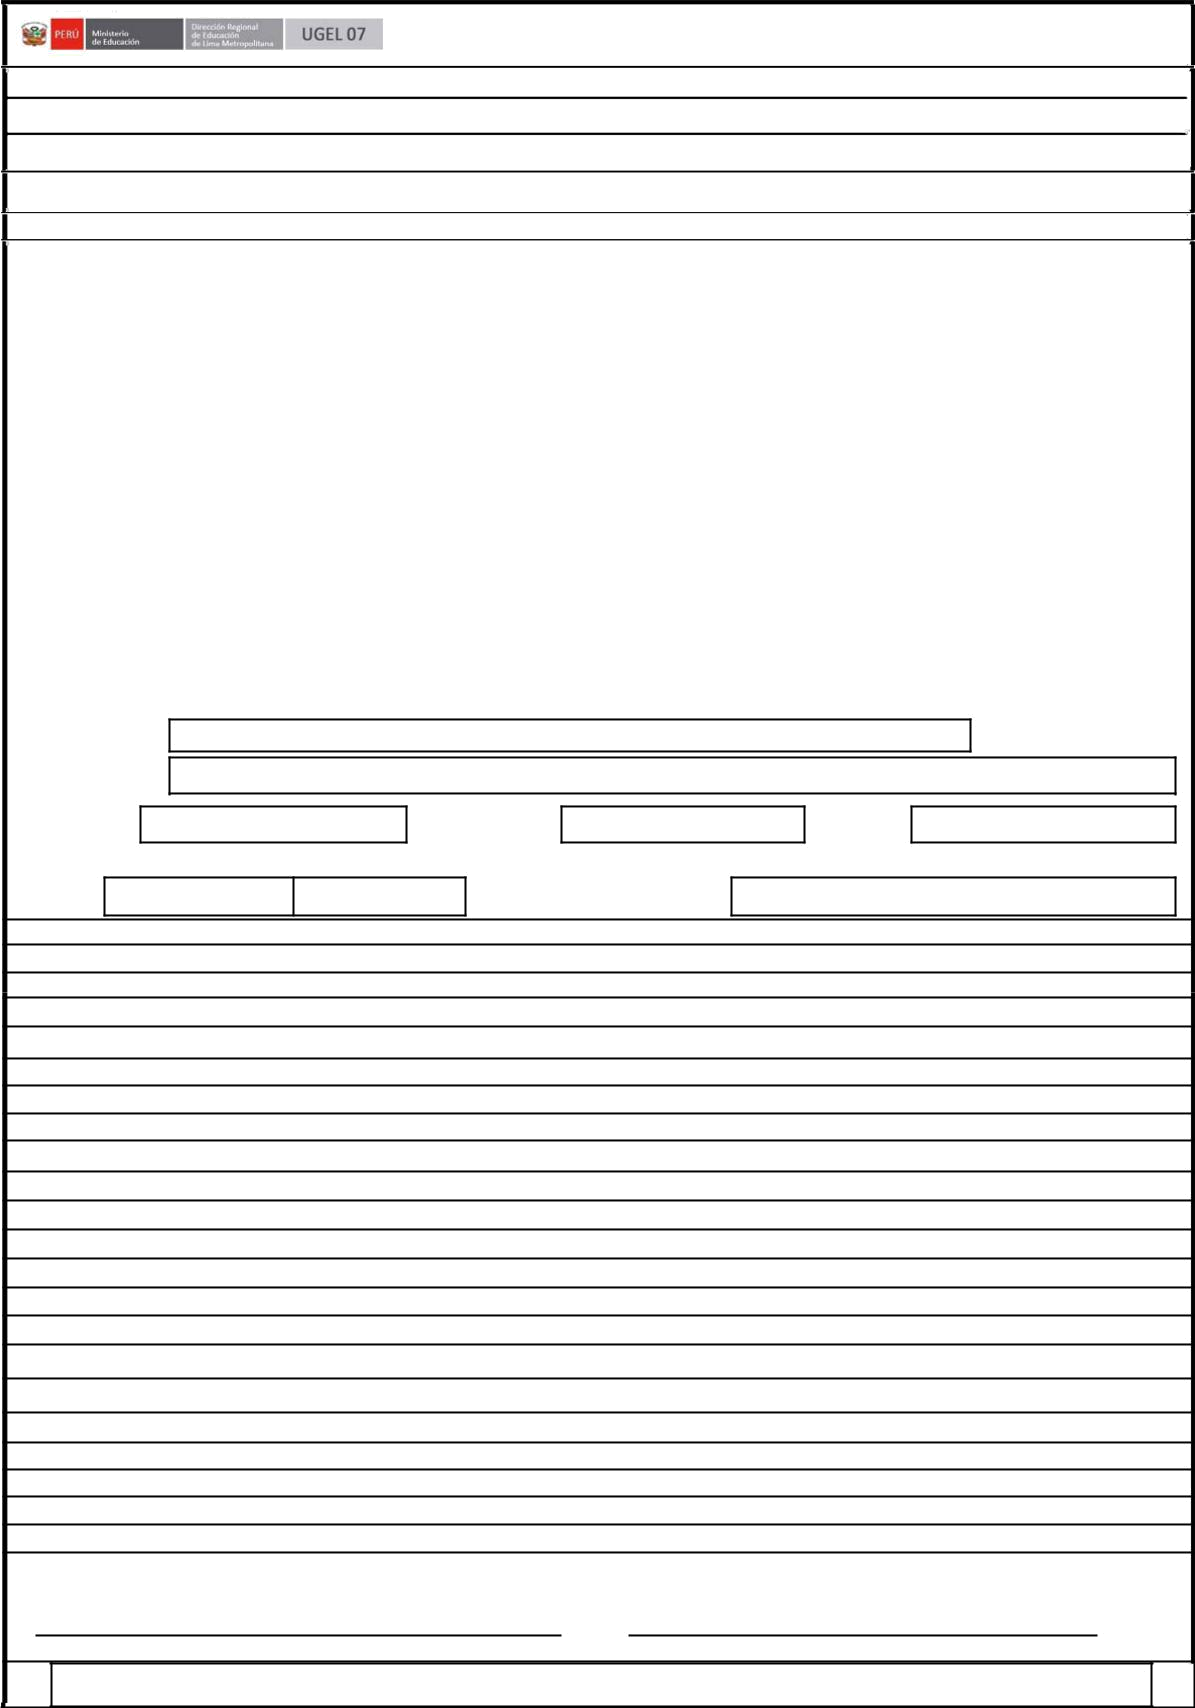 PERÚ
Ministerio
de Educación
Dirección Regional
de Educación
de Lima Metropolitana
UGEL 07